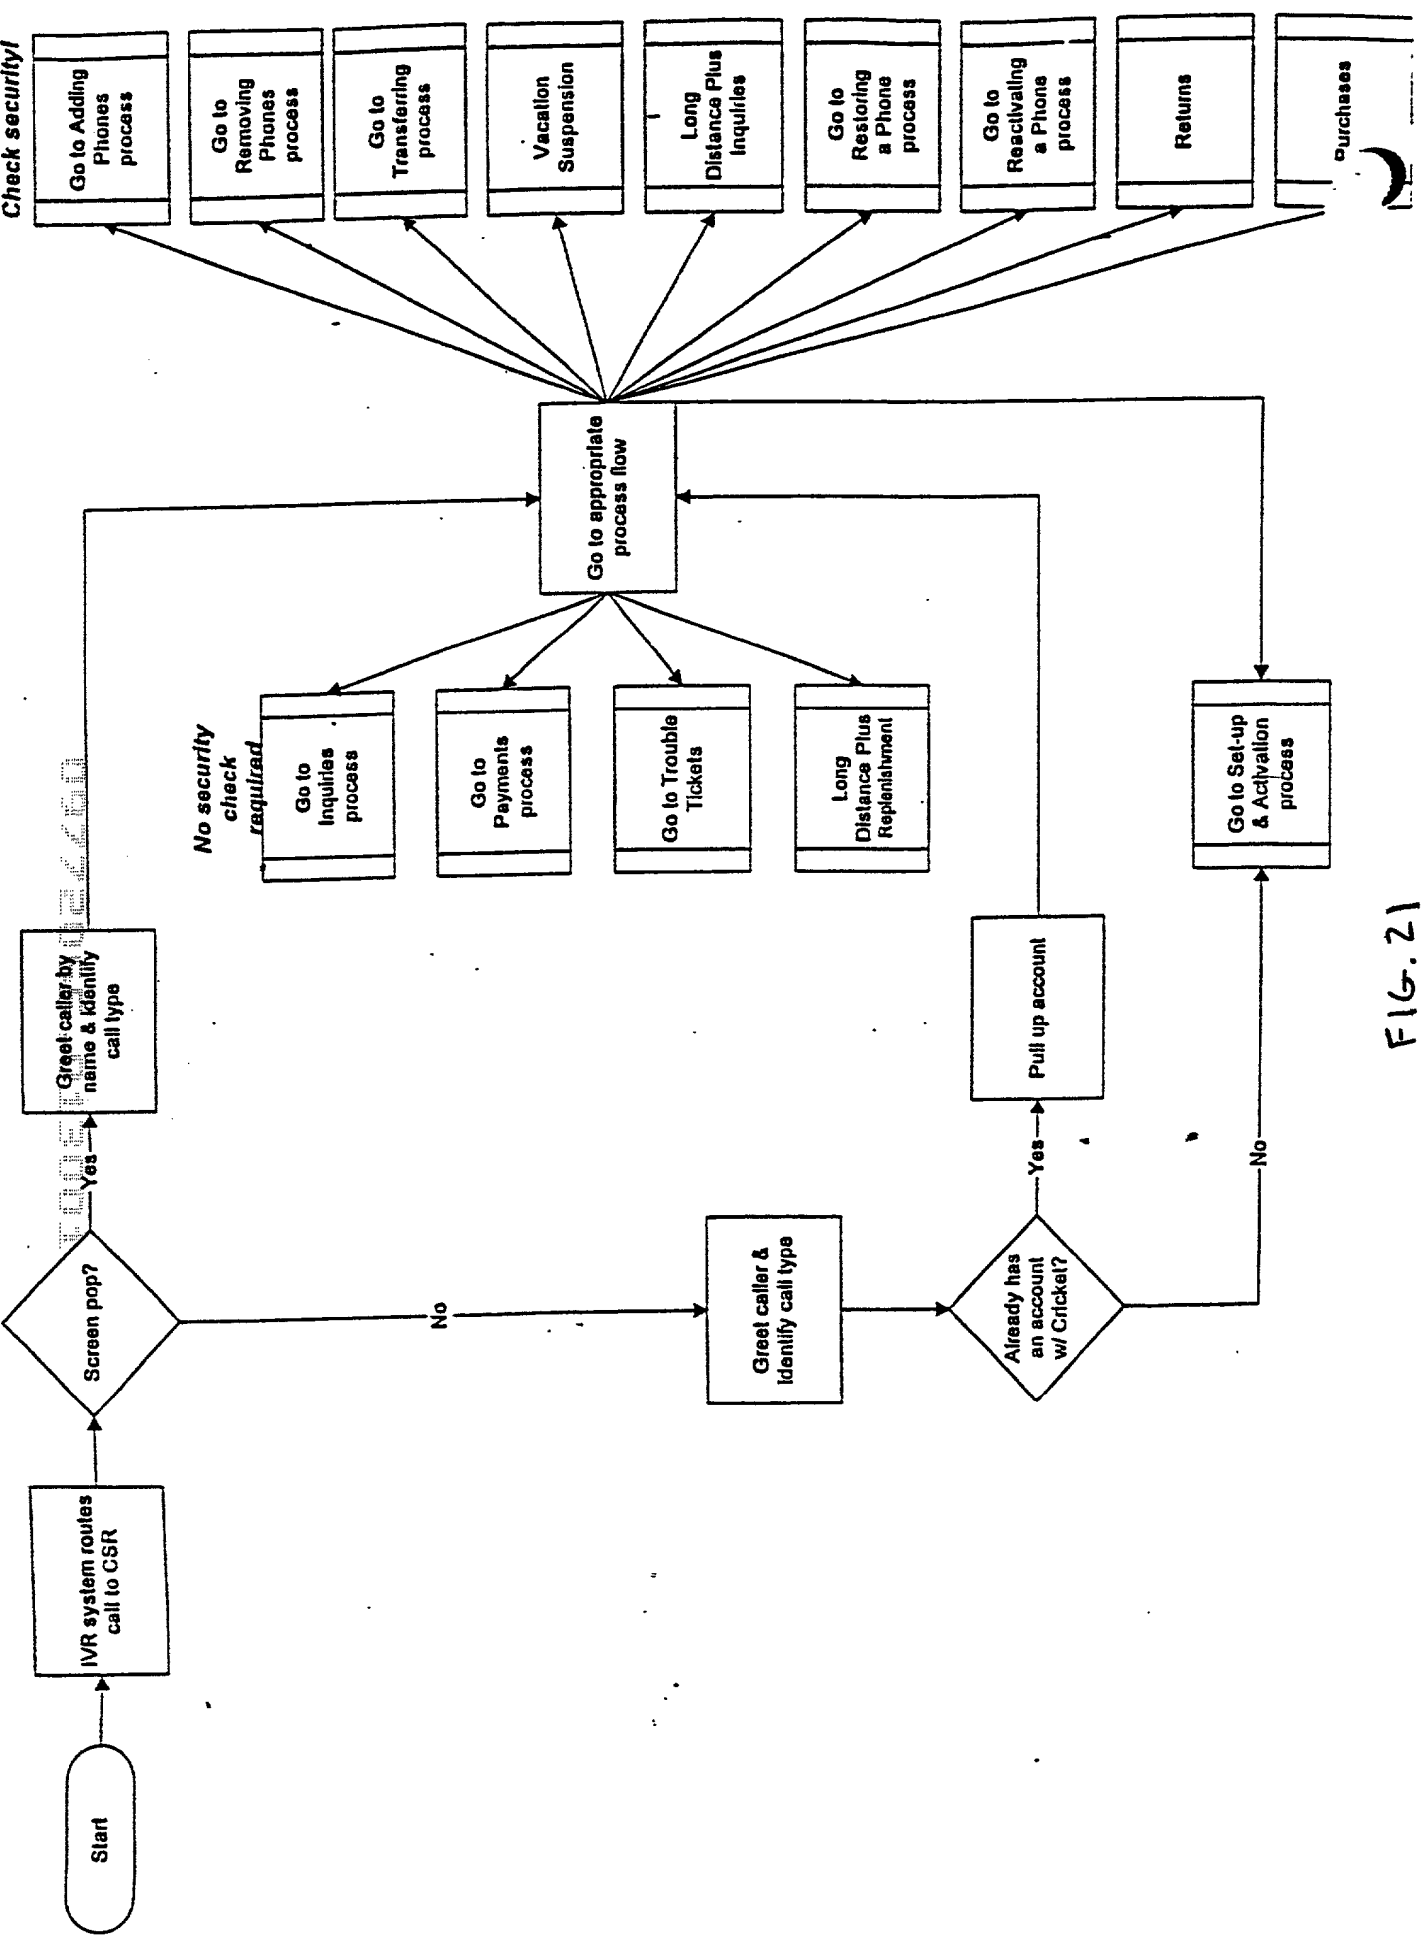 Start
IVR system routes
call to CSR
Screen pop?
Yes
Greet caller by
name & Identify
call type
No
Greet caller &
Identify call type
Already has
an account
w/ Cricket?
Yes
Pull up account
No
Go to Set-up
& Activation
process
No security
check
required
Go to
Inquiries
process
Go to
Payments
process
Go to Trouble
Tickets
Long
Distance Plus
Replenishment
Go to appropriate
process flow
Check security!
Go to Adding
Phones
process
Go to
Removing
Phones
process
Go to
Transferring
process
Vacation
Suspension
Long
Distance Plus
Inquiries
Go to
Restoring
a Phone
process
Go to
Reactivating
a Phone
process
Returns
Purchases
FIG. 21